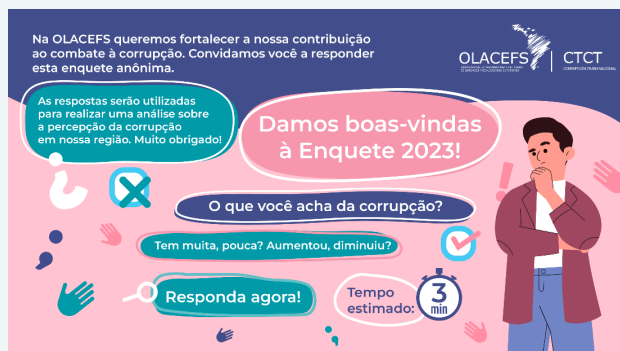 Na OLACEFS queremos fortalecer a nossa contribuição
ao combate à corrupção. Convidamos você a responder
esta enquete anônima.
OLACEFS
CTCT
CORRUPCIÓN TRANSNACIONAL
As respostas serão utilizadas
para realizar uma análise sobre
a percepção da corrupção
em nossa região. Muito obrigado!
Damos boas-vindas
à Enquete 2023!
O que você acha da corrupção?
Tem muita, pouca? Aumentou, diminuiu?
Responda agora!
Tempo
estimado:
3
min